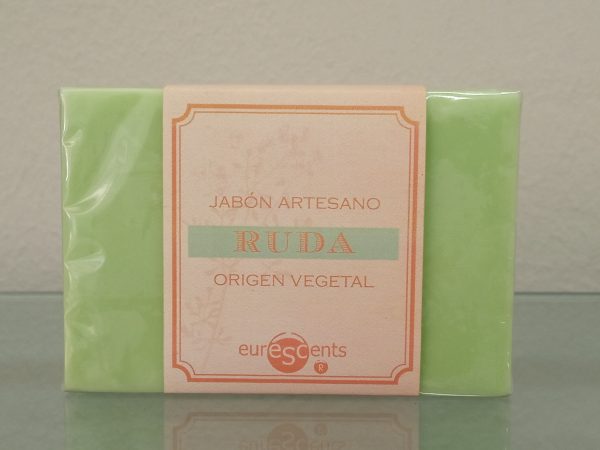 JABÓN ARTESANO
RUDA
ORIGEN VEGETAL
eurescents
R